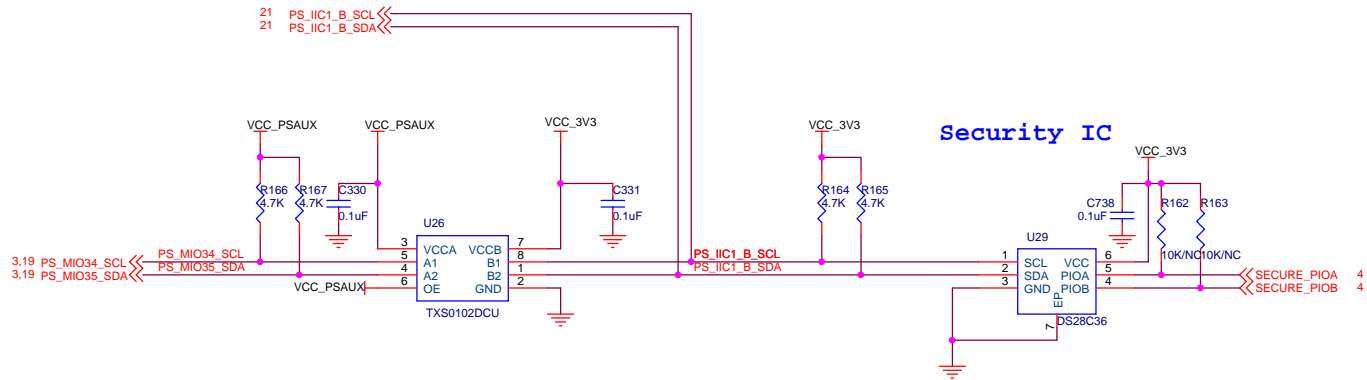 21 PS_IIC1_B_SCL
21 PS_IIC1_B_SDA
VCC_PSAUX
VCC_PSAUX
VCC_3V3
VCC_3V3
Security IC
VCC_3V3
R166
4.7K
R167
4.7K
C330
0.1uF
C331
0.1uF
R164
4.7K
R165
4.7K
C738
0.1uF
R162
10K/NC
R163
10K/NC
U26
3 VCCA VCCB 7
5 A1 B1 8
4 A2 B2 1
6 OE GND 2
TXS0102DCU
3,19 PS_MIO34_SCL
3,19 PS_MIO35_SDA
PS_MIO34_SCL
PS_MIO35_SDA
VCC_PSAUX
PS_IIC1_B_SCL
PS_IIC1_B_SDA
U29
1 SCL VCC 6
2 SDA PIOA 5
3 GND PIOB 4
EP
7
DS28C36
SECURE_PIOA 4
SECURE_PIOB 4